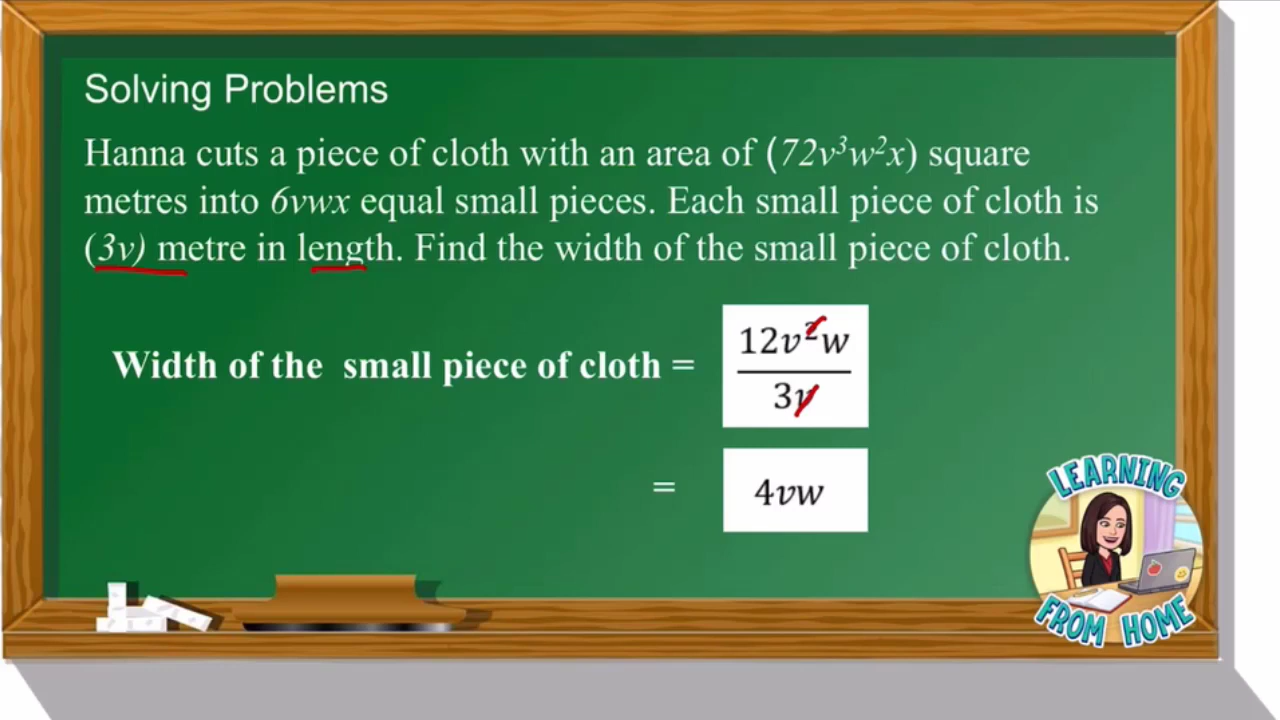 Solving Problems
Hanna cuts a piece of cloth with an area of (72v³w²x) square
metres into 6vwx equal small pieces. Each small piece of cloth is
(3v) metre in length. Find the width of the small piece of cloth.
Width of the small piece of cloth =
12v²w
3v
=
4vw
LEARNING
FROM HOME